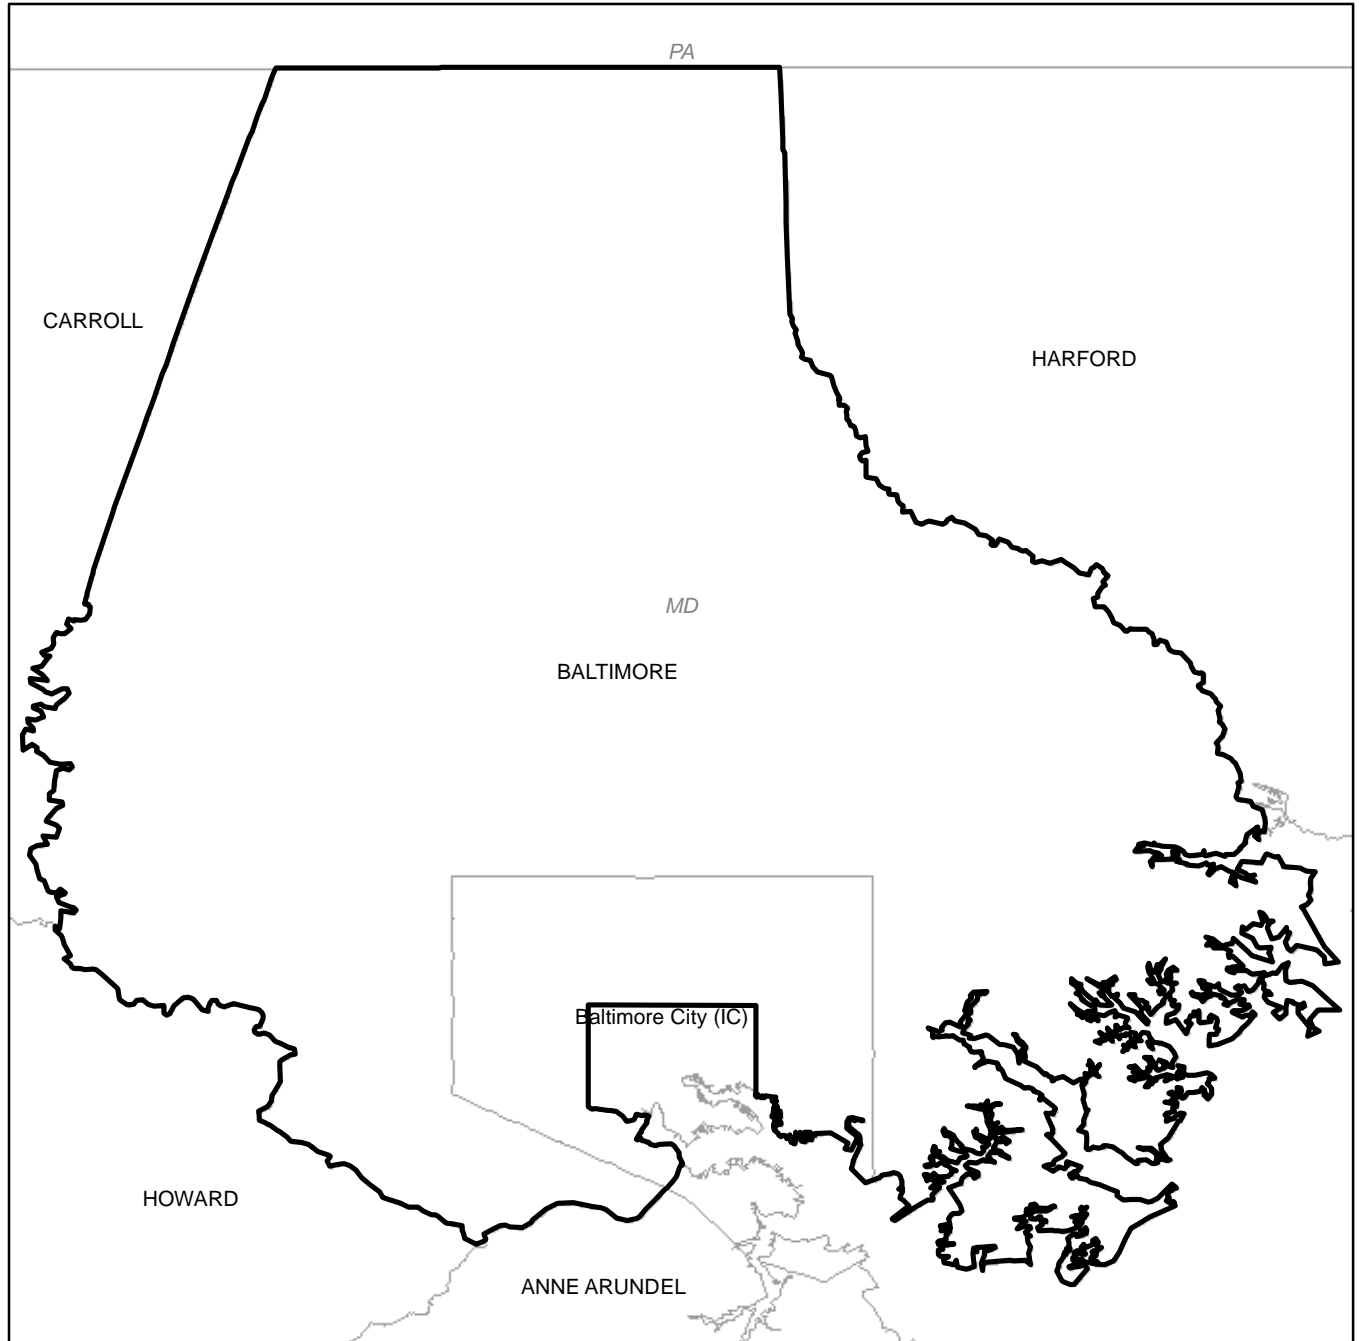 PA
CARROLL
HARFORD
MD
BALTIMORE
Baltimore City (IC)
HOWARD
ANNE ARUNDEL